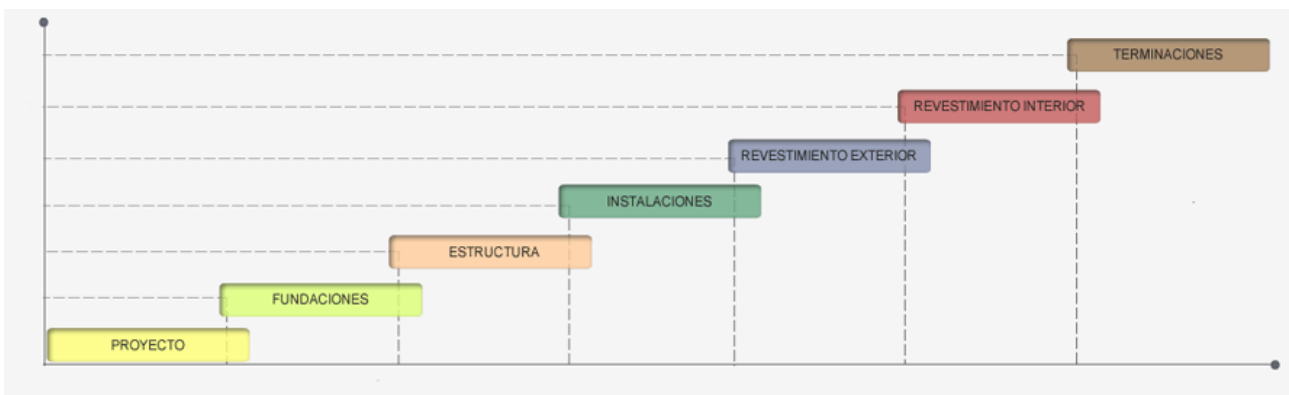 TERMINACIONES
REVESTIMIENTO INTERIOR
REVESTIMIENTO EXTERIOR
INSTALACIONES
ESTRUCTURA
FUNDACIONES
PROYECTO